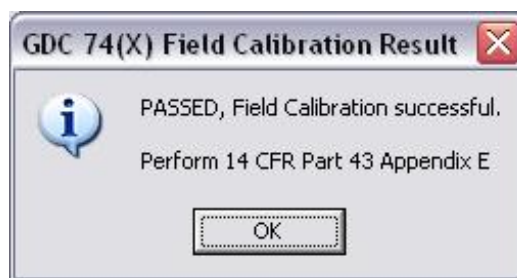 GDC 74(X) Field Calibration Result
PASSED, Field Calibration successful.
Perform 14 CFR Part 43 Appendix E
OK